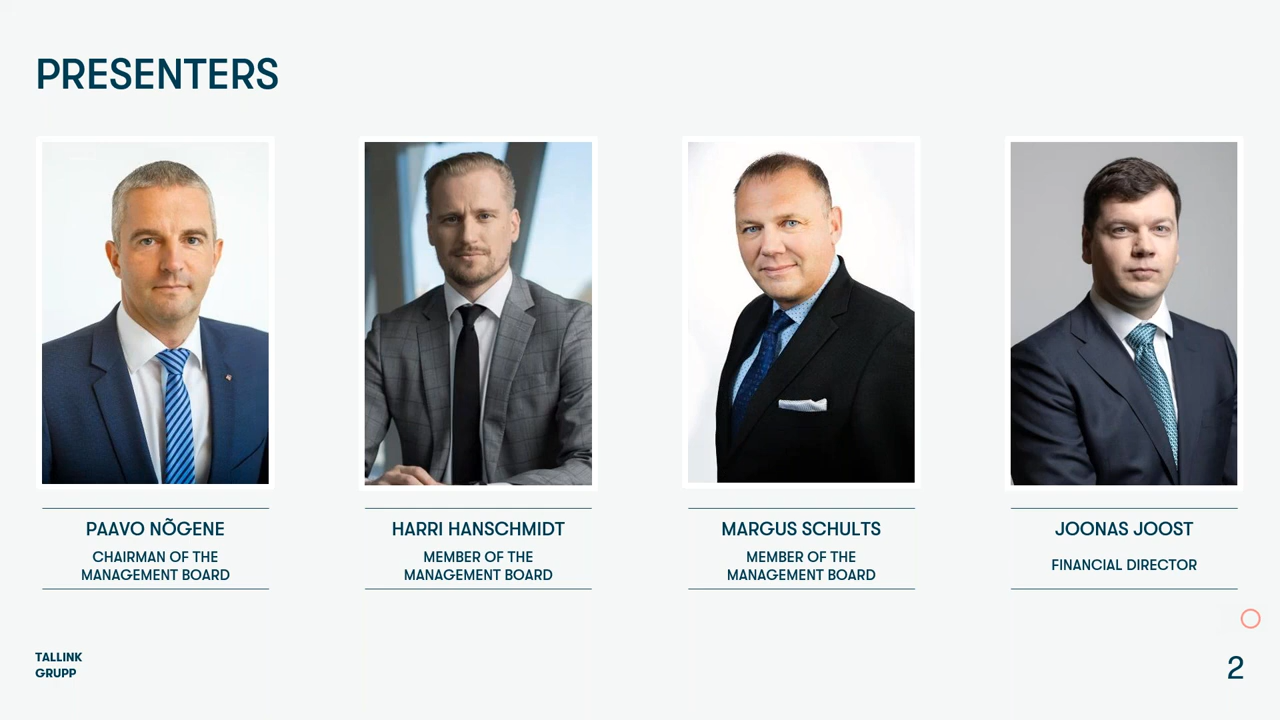 PRESENTERS
PAAVO NÕGENE
CHAIRMAN OF THE
MANAGEMENT BOARD
HARRI HANSCHMIDT
MEMBER OF THE
MANAGEMENT BOARD
MARGUS SCHULTS
MEMBER OF THE
MANAGEMENT BOARD
JOONAS JOOST
FINANCIAL DIRECTOR
TALLINK
GRUPP
2